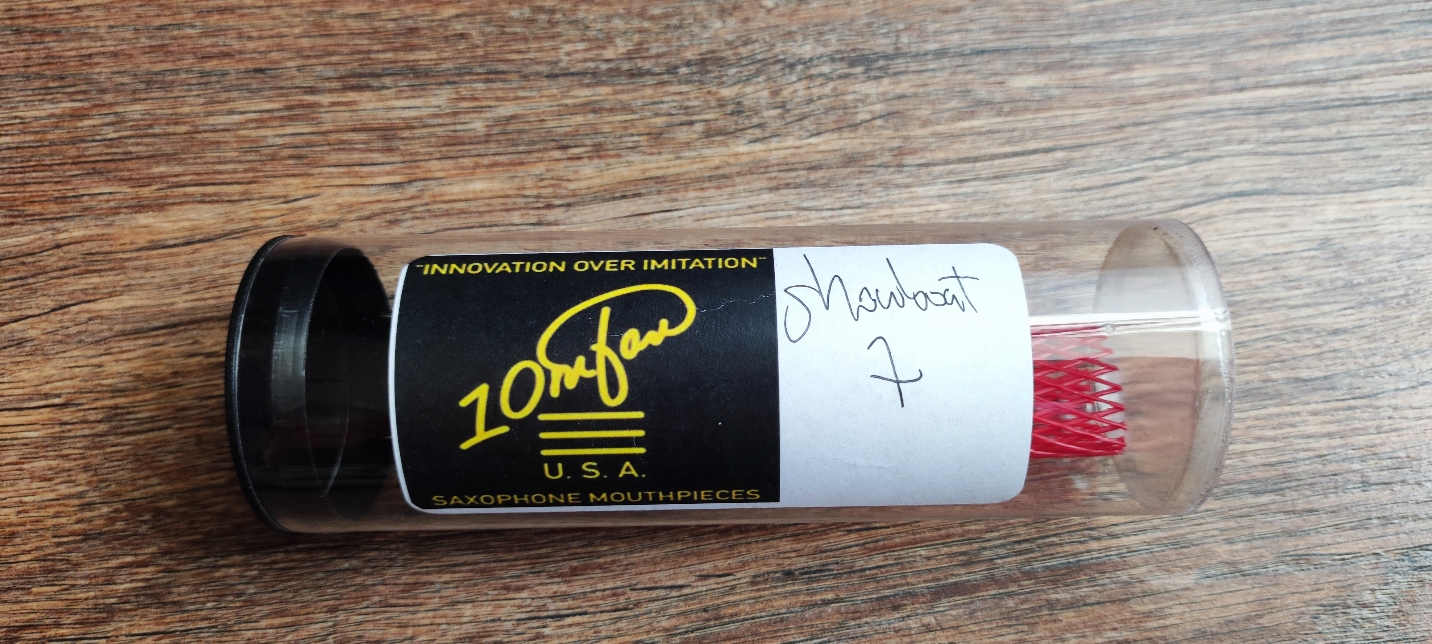 "INNOVATION OVER IMITATION"
10mfan
U. S. A.
SAXOPHONE MOUTHPIECES
Showboat
7